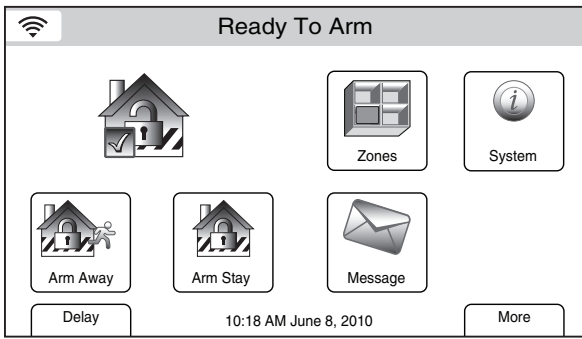 Ready To Arm
Zones
System
Arm Away
Arm Stay
Message
Delay
10:18 AM June 8, 2010
More